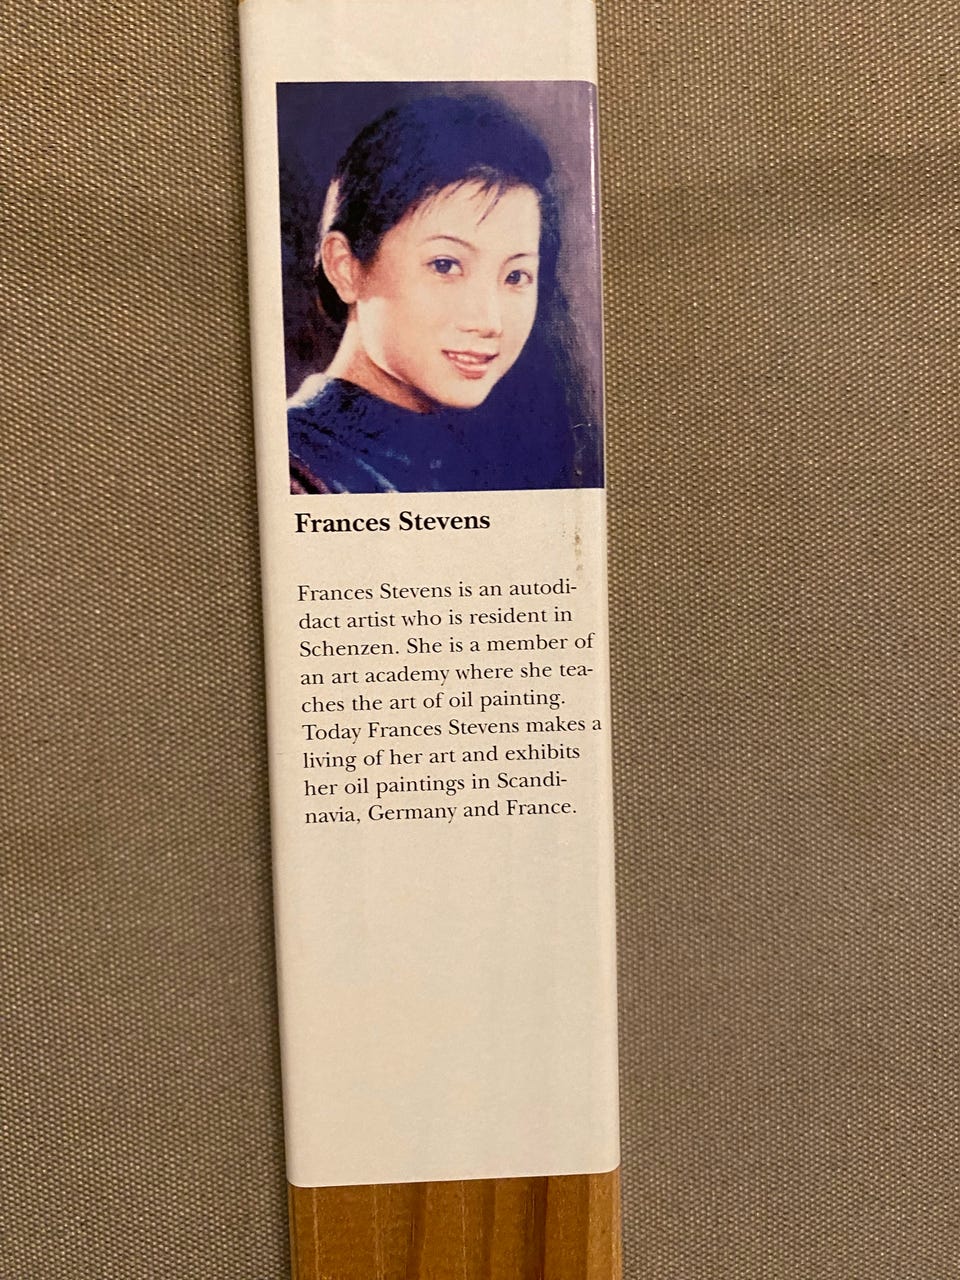 Frances Stevens
Frances Stevens is an autodi-
dact artist who is resident in
Schenzen. She is a member of
an art academy where she tea-
ches the art of oil painting.
Today Frances Stevens makes a
living of her art and exhibits
her oil paintings in Scandi-
navia, Germany and France.